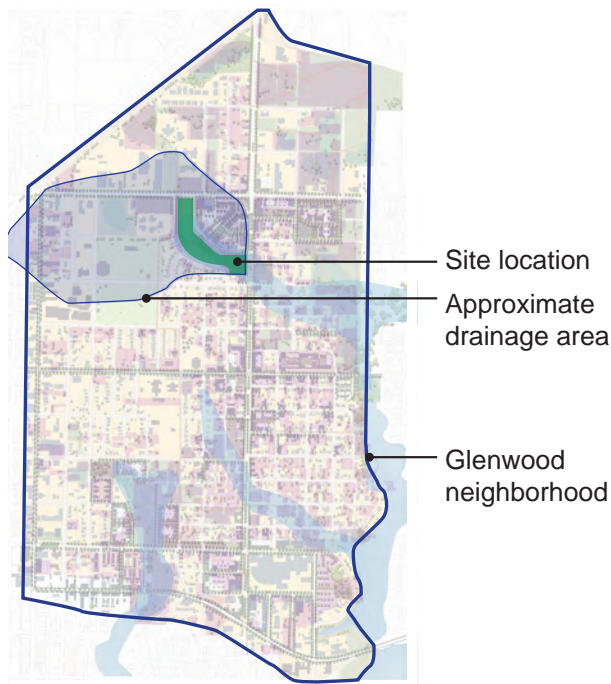 Site location
Approximate
drainage area
Glenwood
neighborhood